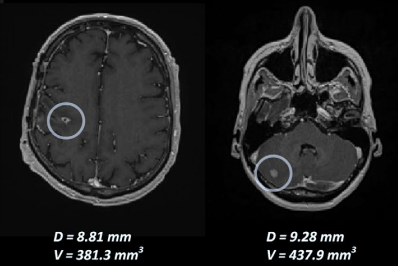 D = 8.81 mm
V = 381.3 mm³
D = 9.28 mm
V = 437.9 mm³